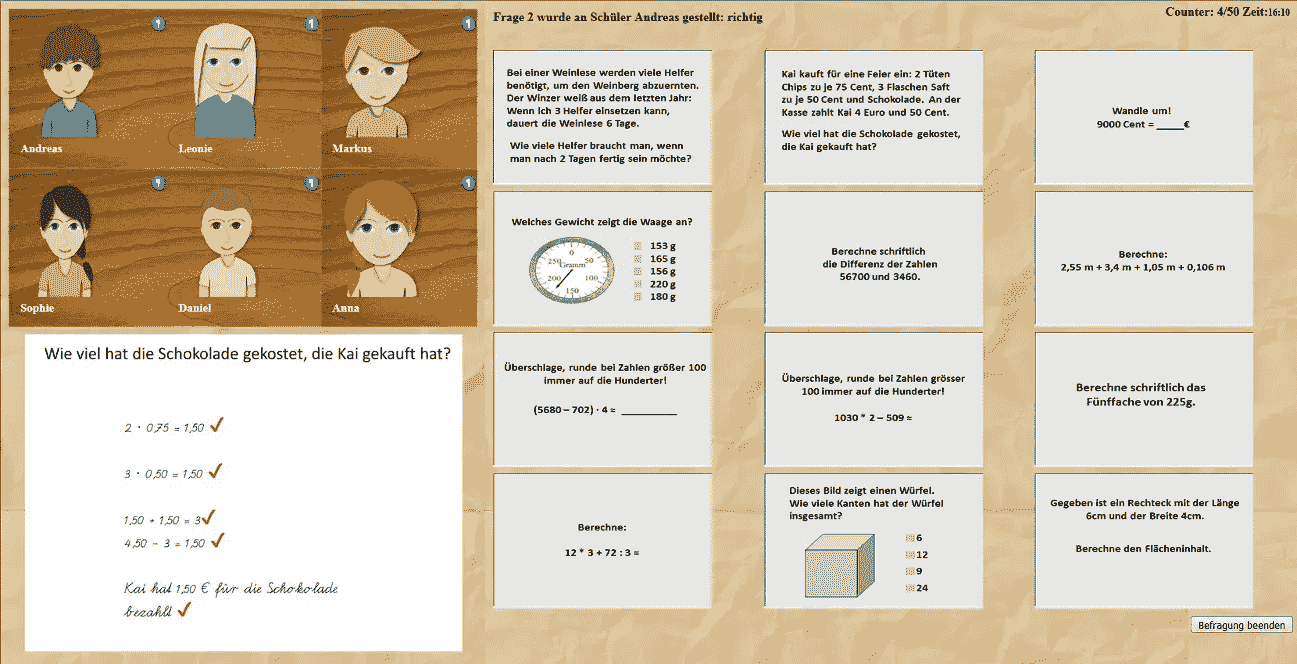 Frage 2 wurde an Schüler Andreas gestellt: richtig
Counter: 4/50 Zeit:16:10
Andreas
Leonie
Markus
Sophie
Daniel
Anna
Wie viel hat die Schokolade gekostet, die Kai gekauft hat?
2 · 0,75 = 1,50 ✓
3 · 0,50 = 1,50 ✓
1,50 + 1,50 = 3 ✓
4,50 – 3 = 1,50 ✓
Kai hat 1,50 € für die Schokolade
bezahlt ✓
Bei einer Weinlese werden viele Helfer
benötigt, um den Weinberg abzuernten.
Der Winzer weiß aus dem letzten Jahr:
Wenn ich 3 Helfer einsetzen kann,
dauert die Weinlese 6 Tage.
Wie viele Helfer braucht man, wenn
man nach 2 Tagen fertig sein möchte?
Kai kauft für eine Feier ein: 2 Tüten
Chips zu je 75 Cent, 3 Flaschen Saft
zu je 50 Cent und Schokolade. An der
Kasse zahlt Kai 4 Euro und 50 Cent.
Wie viel hat die Schokolade gekostet,
die Kai gekauft hat?
Wandle um!
9000 Cent = _____€
Welches Gewicht zeigt die Waage an?
0
50
100
150
200
250
Gramm
153 g
165 g
156 g
220 g
180 g
Berechne schriftlich
die Differenz der Zahlen
56700 und 3460.
Berechne:
2,55 m + 3,4 m + 1,05 m + 0,106 m
Überschlage, runde bei Zahlen größer 100
immer auf die Hunderter!
(5680 – 702) · 4 ≈ __________
Überschlage, runde bei Zahlen grösser
100 immer auf die Hunderter!
1030 * 2 – 509 ≈
Berechne schriftlich das
Fünffache von 225g.
Berechne:
12 * 3 + 72 : 3 =
Dieses Bild zeigt einen Würfel.
Wie viele Kanten hat der Würfel
insgesamt?
6
12
9
24
Gegeben ist ein Rechteck mit der Länge
6cm und der Breite 4cm.
Berechne den Flächeninhalt.
Befragung beenden